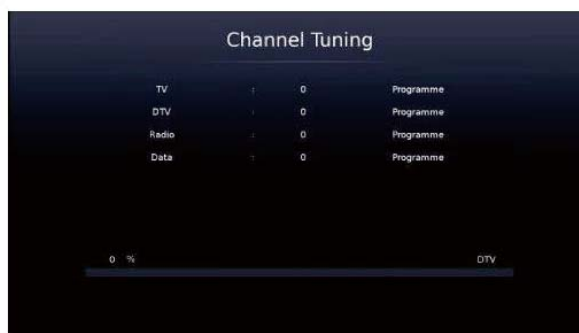 Channel Tuning
TV : 0 Programme
DTV : 0 Programme
Radio : 0 Programme
Data : 0 Programme
0 % DTV